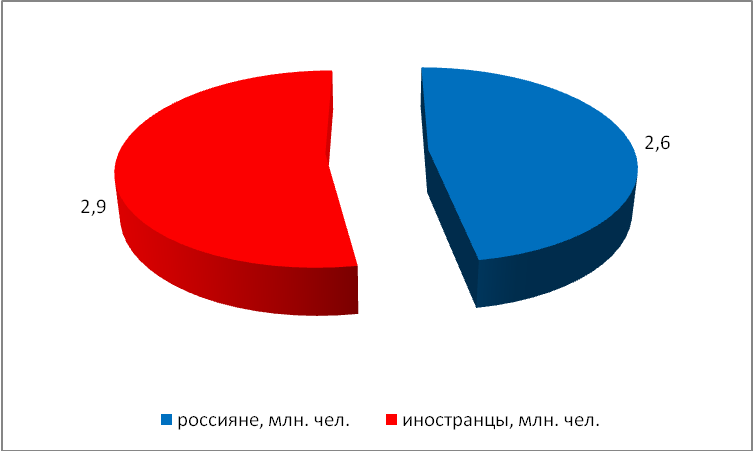 2,6
2,9
россияне, млн. чел.
иностранцы, млн. чел.